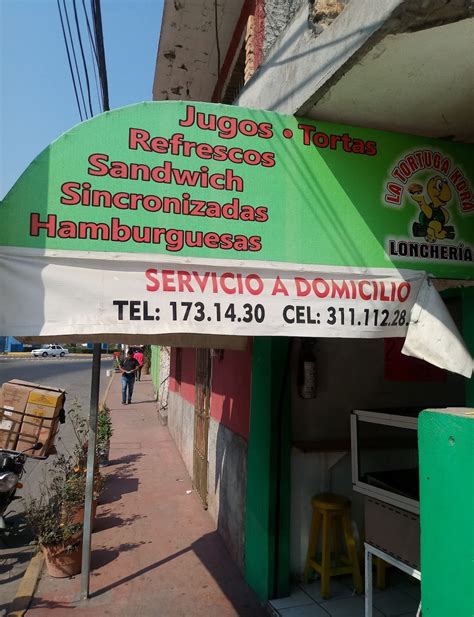 Jugos • Tortas
Refrescos
Sandwich
Sincronizadas
Hamburguesas
LA TORTUGA KORA
LONCHERÍA
SERVICIO A DOMICILIO
TEL: 173.14.30 CEL: 311.112.28.